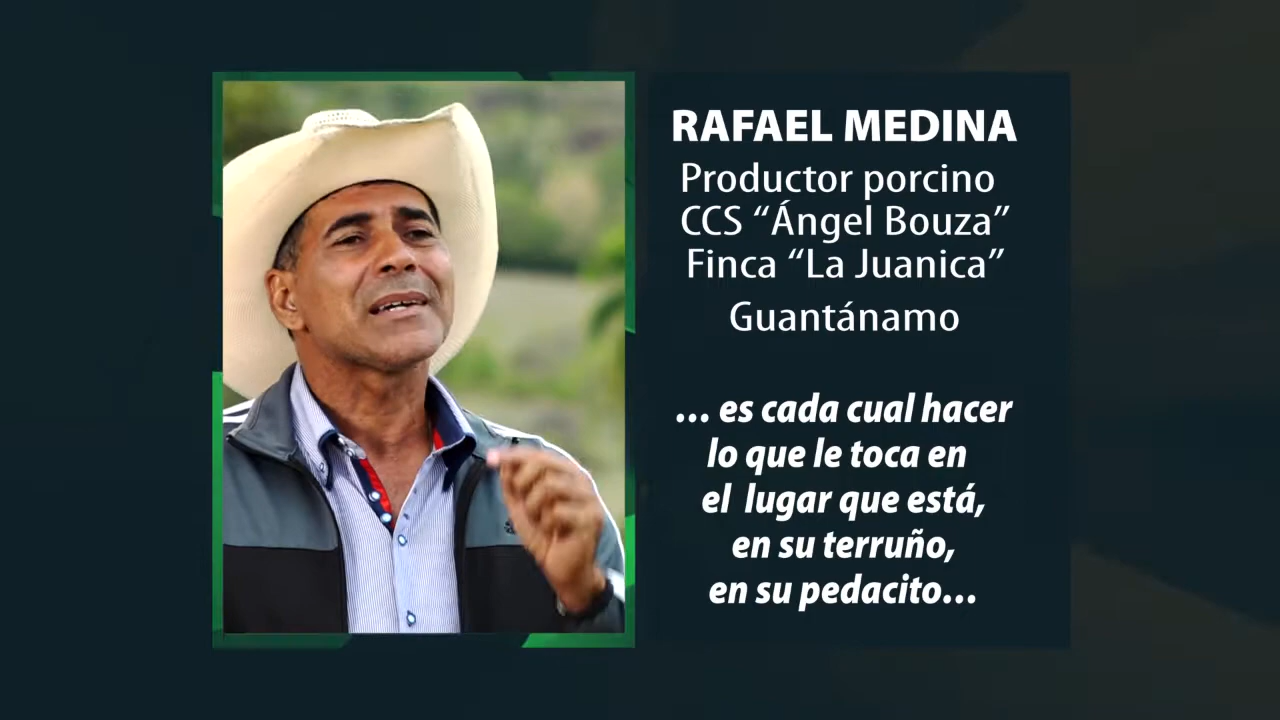 RAFAEL MEDINA
Productor porcino
CCS “Ángel Bouza”
Finca “La Juanica”
Guantánamo
... es cada cual hacer
lo que le toca en
el lugar que está,
en su terruño,
en su pedacito...